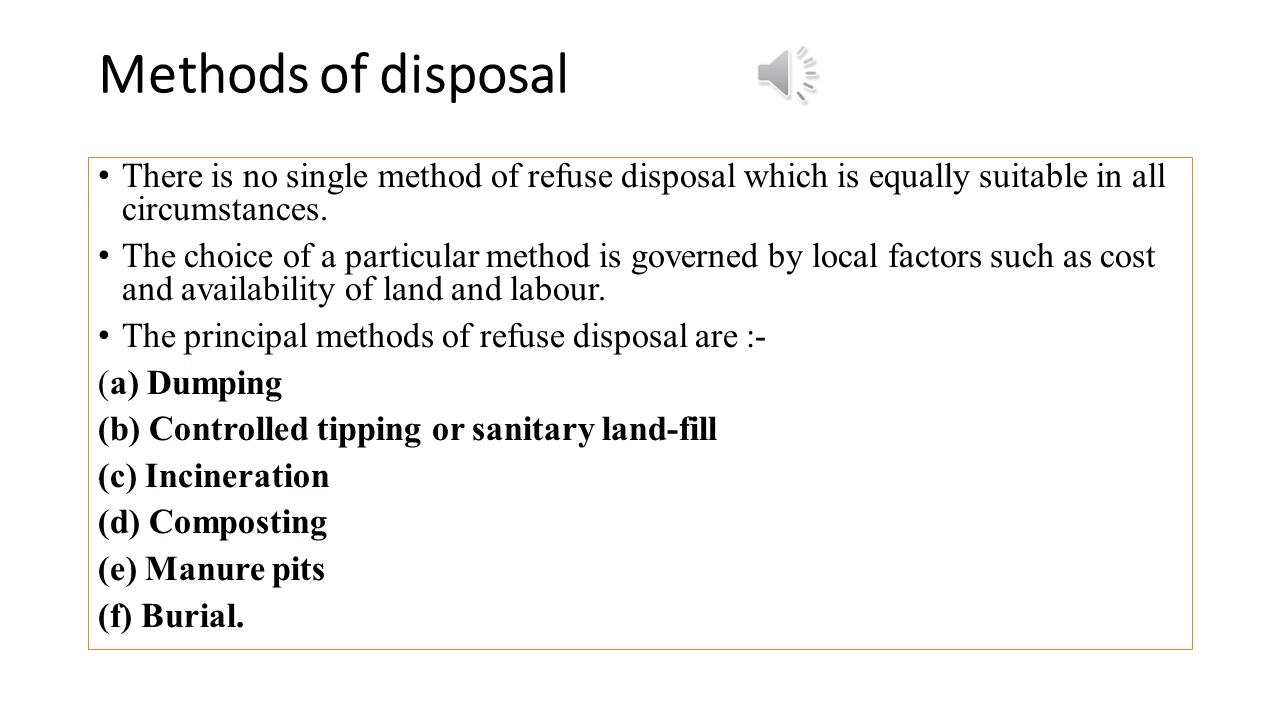 Methods of disposal
• There is no single method of refuse disposal which is equally suitable in all
circumstances.
• The choice of a particular method is governed by local factors such as cost
and availability of land and labour.
• The principal methods of refuse disposal are :-
(a) Dumping
(b) Controlled tipping or sanitary land-fill
(c) Incineration
(d) Composting
(e) Manure pits
(f) Burial.